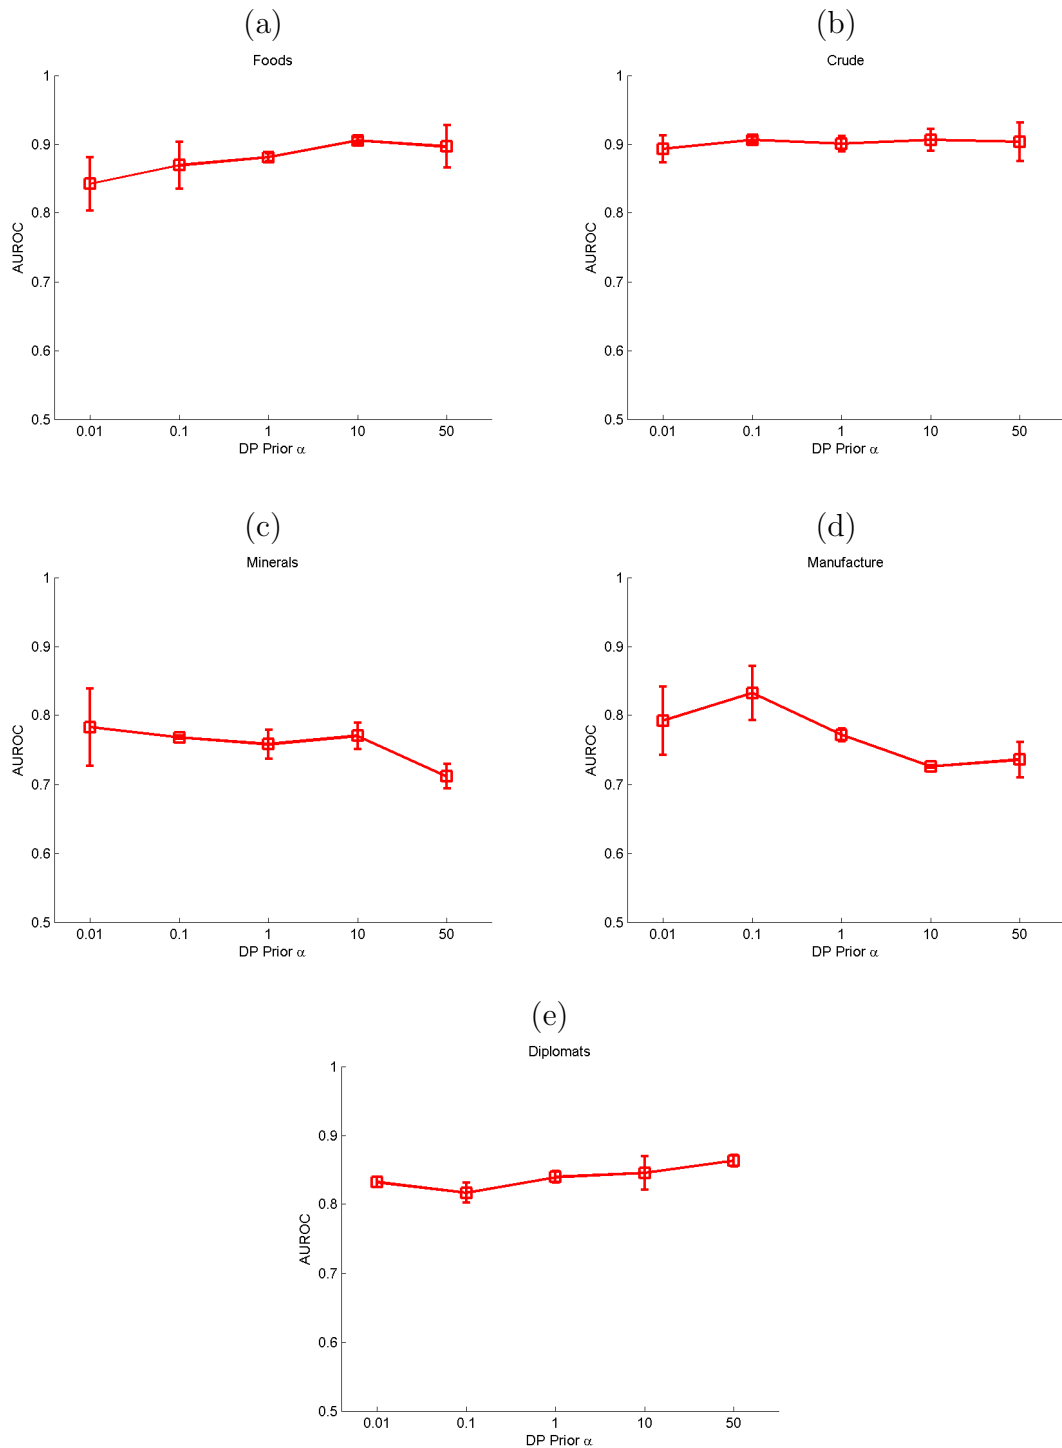 (a)
Foods
1
0.9
0.8
0.7
0.6
0.5
AUROC
0.01 0.1 1 10 50
DP Prior α
(b)
Crude
1
0.9
0.8
0.7
0.6
0.5
AUROC
0.01 0.1 1 10 50
DP Prior α
(c)
Minerals
1
0.9
0.8
0.7
0.6
0.5
AUROC
0.01 0.1 1 10 50
DP Prior α
(d)
Manufacture
1
0.9
0.8
0.7
0.6
0.5
AUROC
0.01 0.1 1 10 50
DP Prior α
(e)
Diplomats
1
0.9
0.8
0.7
0.6
0.5
AUROC
0.01 0.1 1 10 50
DP Prior α